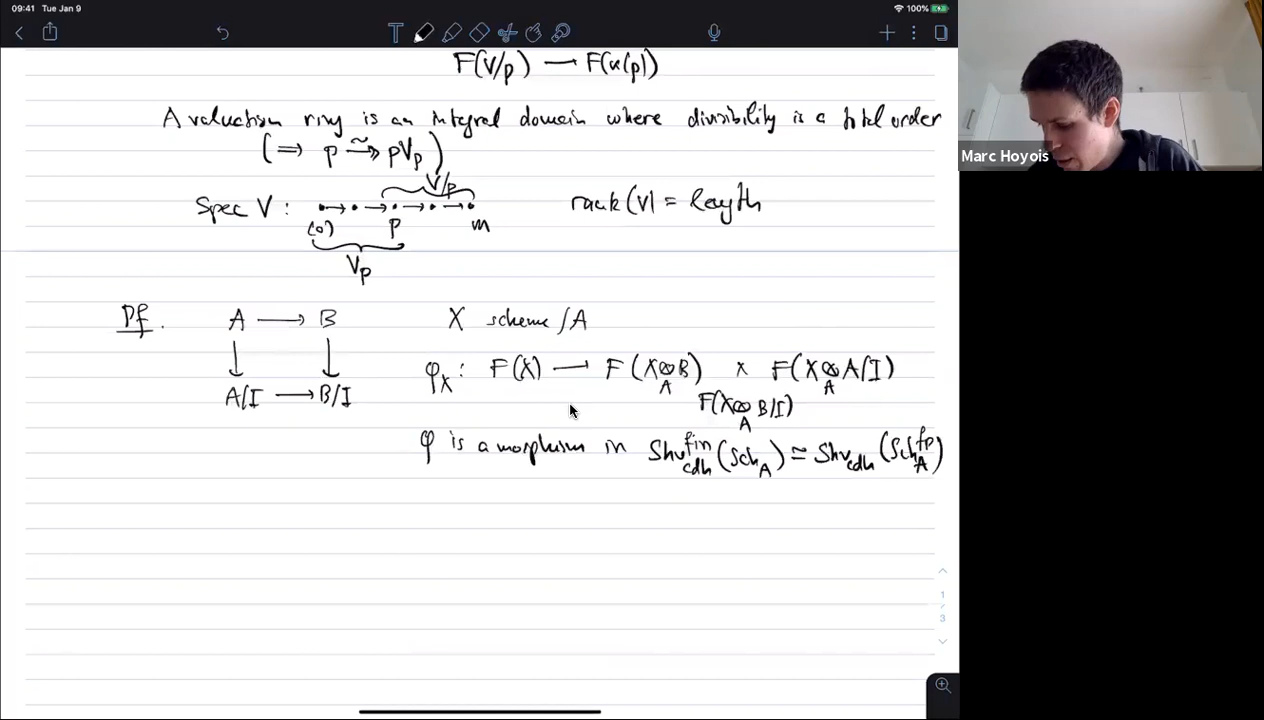 09:41 Tue Jan 9
100%
F(V/p) → F(κ(p))
A valuation ring is an integral domain where divisibility is a total order
(⇒ p ≃→ pV_p)
V/p
Spec V : • → • → • → • → • rank(V) = length
(0) p m
V_p
Marc Hoyois
Pf. A → B X scheme /A
↓ ↓
φ_X : F(X) → F(X⊗_A B) × F(X⊗_A A/I)
A/I → B/I F(X⊗_A B/I)
φ is a morphism in Shv^fin_cdh (Sch_A) ≃ Shv_cdh (Sch^fp_A)
1
/
3